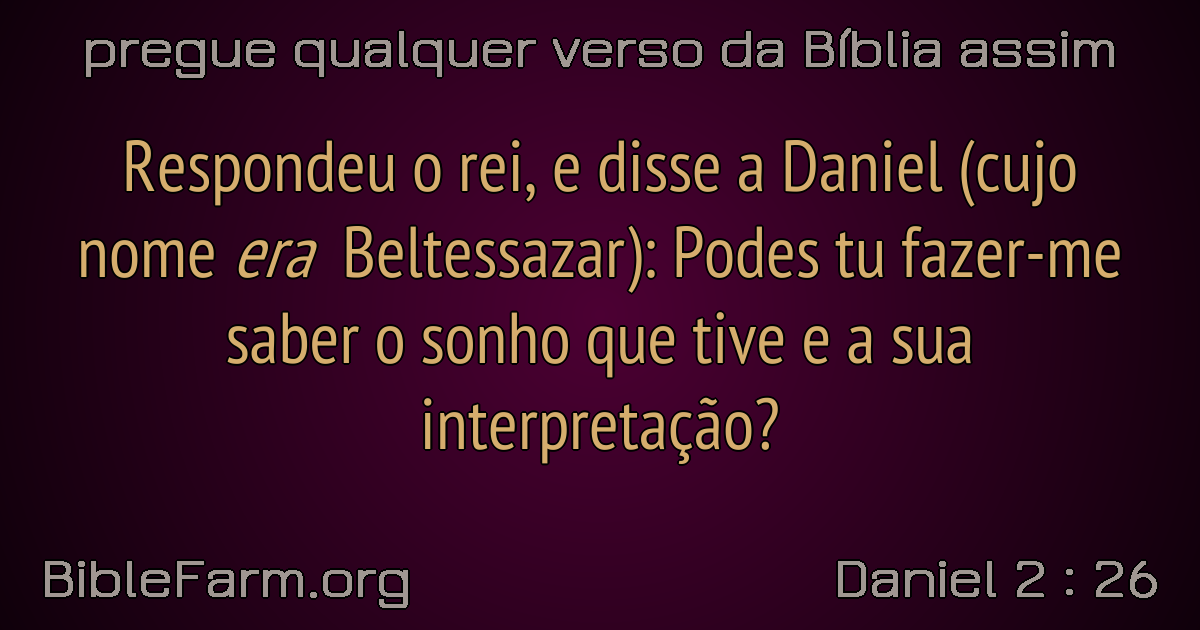 pregue qualquer verso da Bíblia assim
Respondeu o rei, e disse a Daniel (cujo
nome era Beltessazar): Podes tu fazer-me
saber o sonho que tive e a sua
interpretação?
BibleFarm.org
Daniel 2 : 26